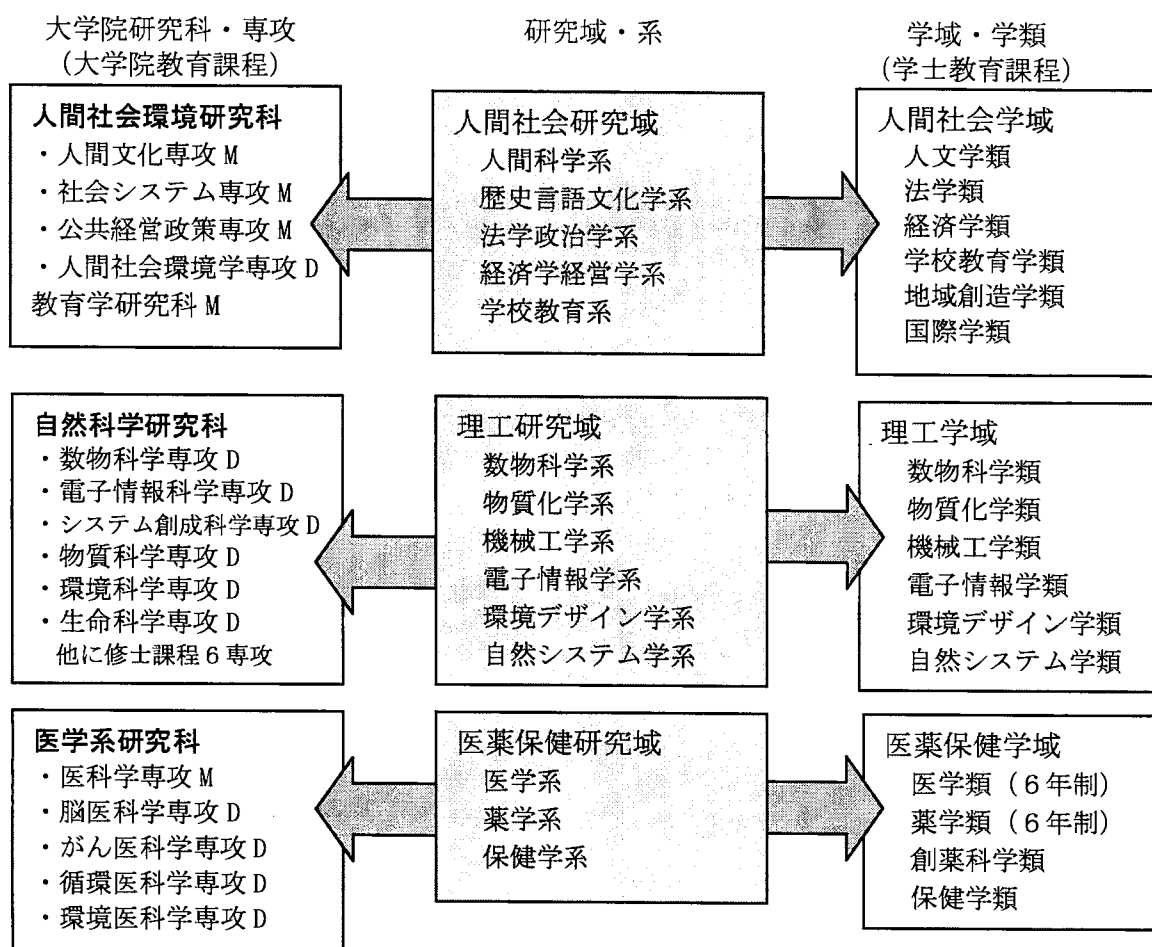 大学院研究科・専攻
(大学院教育課程)
研究域・系
学域・学類
(学士教育課程)
人間社会環境研究科
・人間文化専攻 M
・社会システム専攻 M
・公共経営政策専攻 M
・人間社会環境学専攻 D
教育学研究科 M
人間社会研究域
人間科学系
歴史言語文化学系
法学政治学系
経済学経営学系
学校教育系
人間社会学域
人文学類
法学類
経済学類
学校教育学類
地域創造学類
国際学類
自然科学研究科
・数物科学専攻 D
・電子情報科学専攻 D
・システム創成科学専攻 D
・物質科学専攻 D
・環境科学専攻 D
・生命科学専攻 D
他に修士課程6専攻
理工研究域
数物科学系
物質化学系
機械工学系
電子情報学系
環境デザイン学系
自然システム学系
理工学域
数物科学類
物質化学類
機械工学類
電子情報学類
環境デザイン学類
自然システム学類
医学系研究科
・医科学専攻 M
・脳医科学専攻 D
・がん医科学専攻 D
・循環医科学専攻 D
・環境医科学専攻 D
医薬保健研究域
医学系
薬学系
保健学系
医薬保健学域
医学類(6年制)
薬学類(6年制)
創薬科学類
保健学類